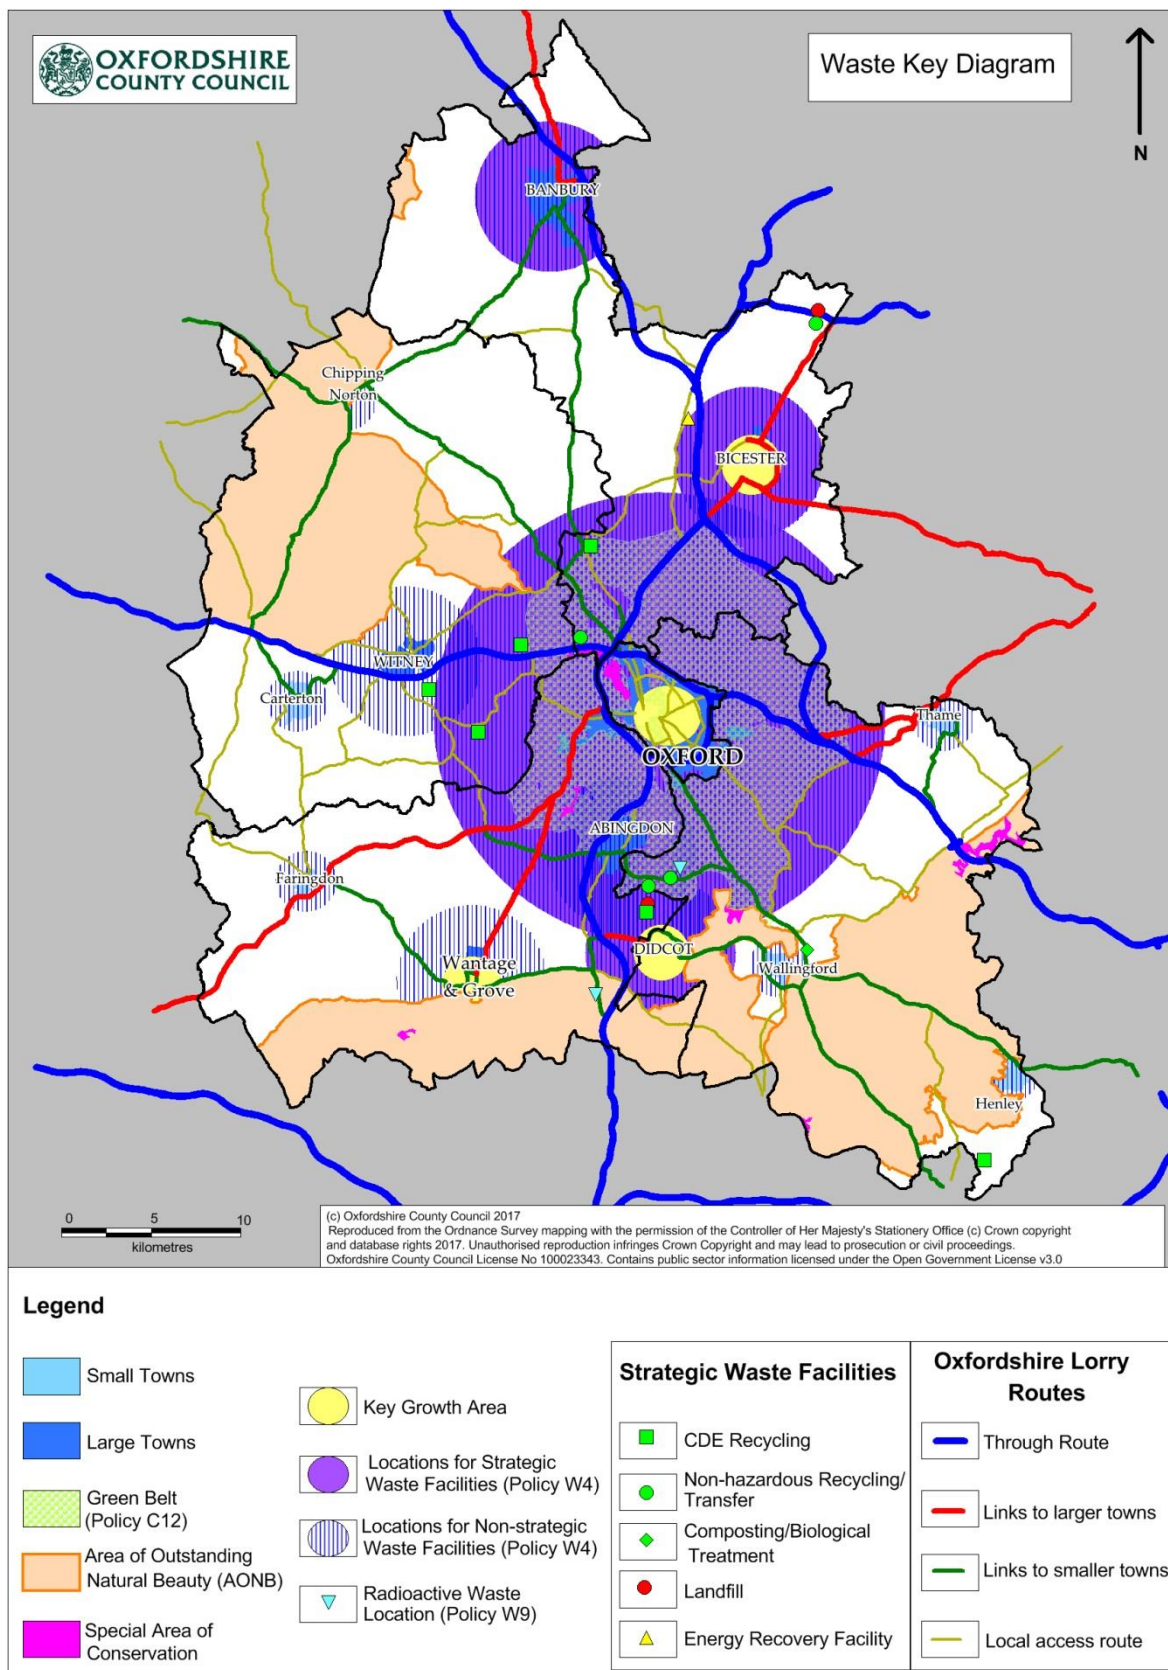 OXFORDSHIRE
COUNTY COUNCIL
Waste Key Diagram
N
BANBURY
Chipping
Norton
BICESTER
WITNEY
Carterton
Thame
OXFORD
ABINGDON
Faringdon
DIDCOT
Wantage
& Grove
Wallingford
Henley
0 5 10
kilometres
(c) Oxfordshire County Council 2017
Reproduced from the Ordnance Survey mapping with the permission of the Controller of Her Majesty's Stationery Office (c) Crown copyright
and database rights 2017. Unauthorised reproduction infringes Crown Copyright and may lead to prosecution or civil proceedings.
Oxfordshire County Council License No 100023343. Contains public sector information licensed under the Open Government License v3.0
Legend
Small Towns
Large Towns
Green Belt
(Policy C12)
Area of Outstanding
Natural Beauty (AONB)
Special Area of
Conservation
Key Growth Area
Locations for Strategic
Waste Facilities (Policy W4)
Locations for Non-strategic
Waste Facilities (Policy W4)
Radioactive Waste
Location (Policy W9)
Strategic Waste Facilities
CDE Recycling
Non-hazardous Recycling/
Transfer
Composting/Biological
Treatment
Landfill
Energy Recovery Facility
Oxfordshire Lorry
Routes
Through Route
Links to larger towns
Links to smaller towns
Local access route